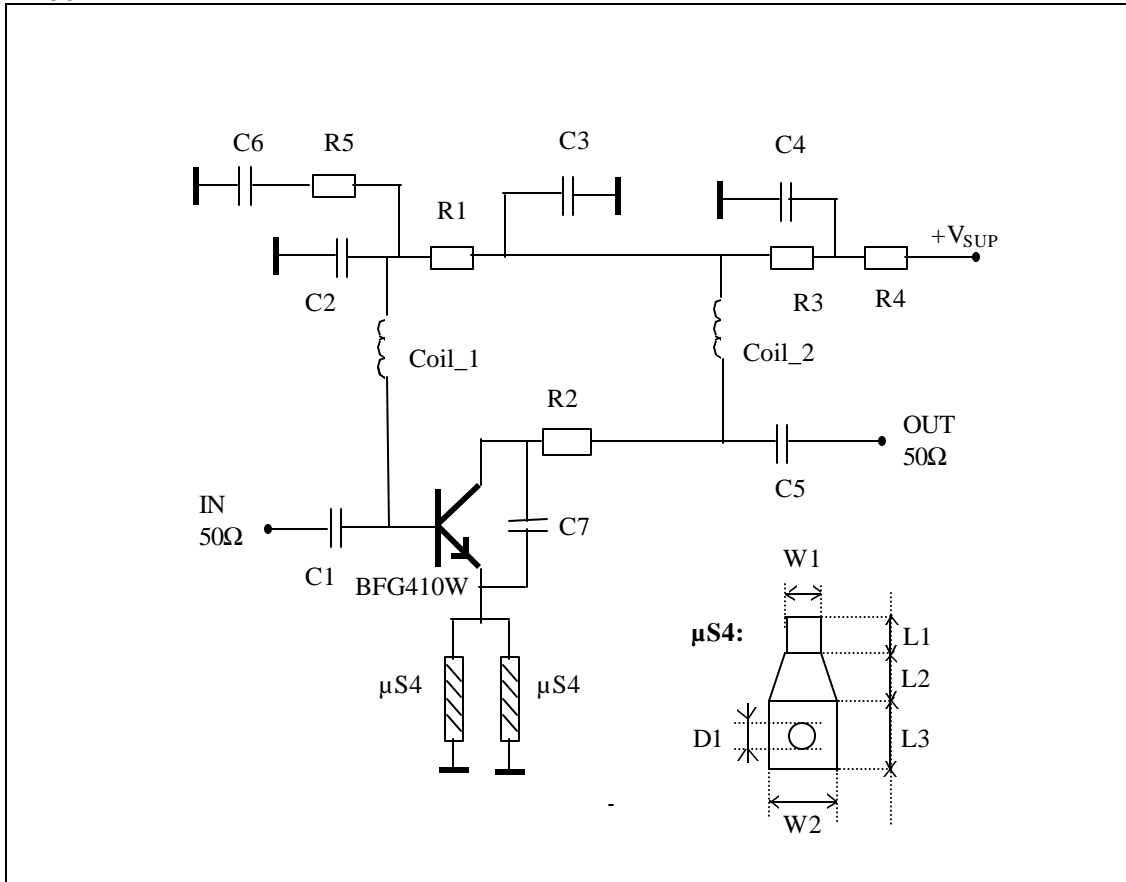 C6
R5
C3
C4
R1
+VSUP
C2
R3
R4
Coil_1
Coil_2
R2
OUT
50Ω
C5
IN
50Ω
C7
C1
BFG410W
W1
µS4:
L1
L2
µS4
µS4
D1
L3
W2